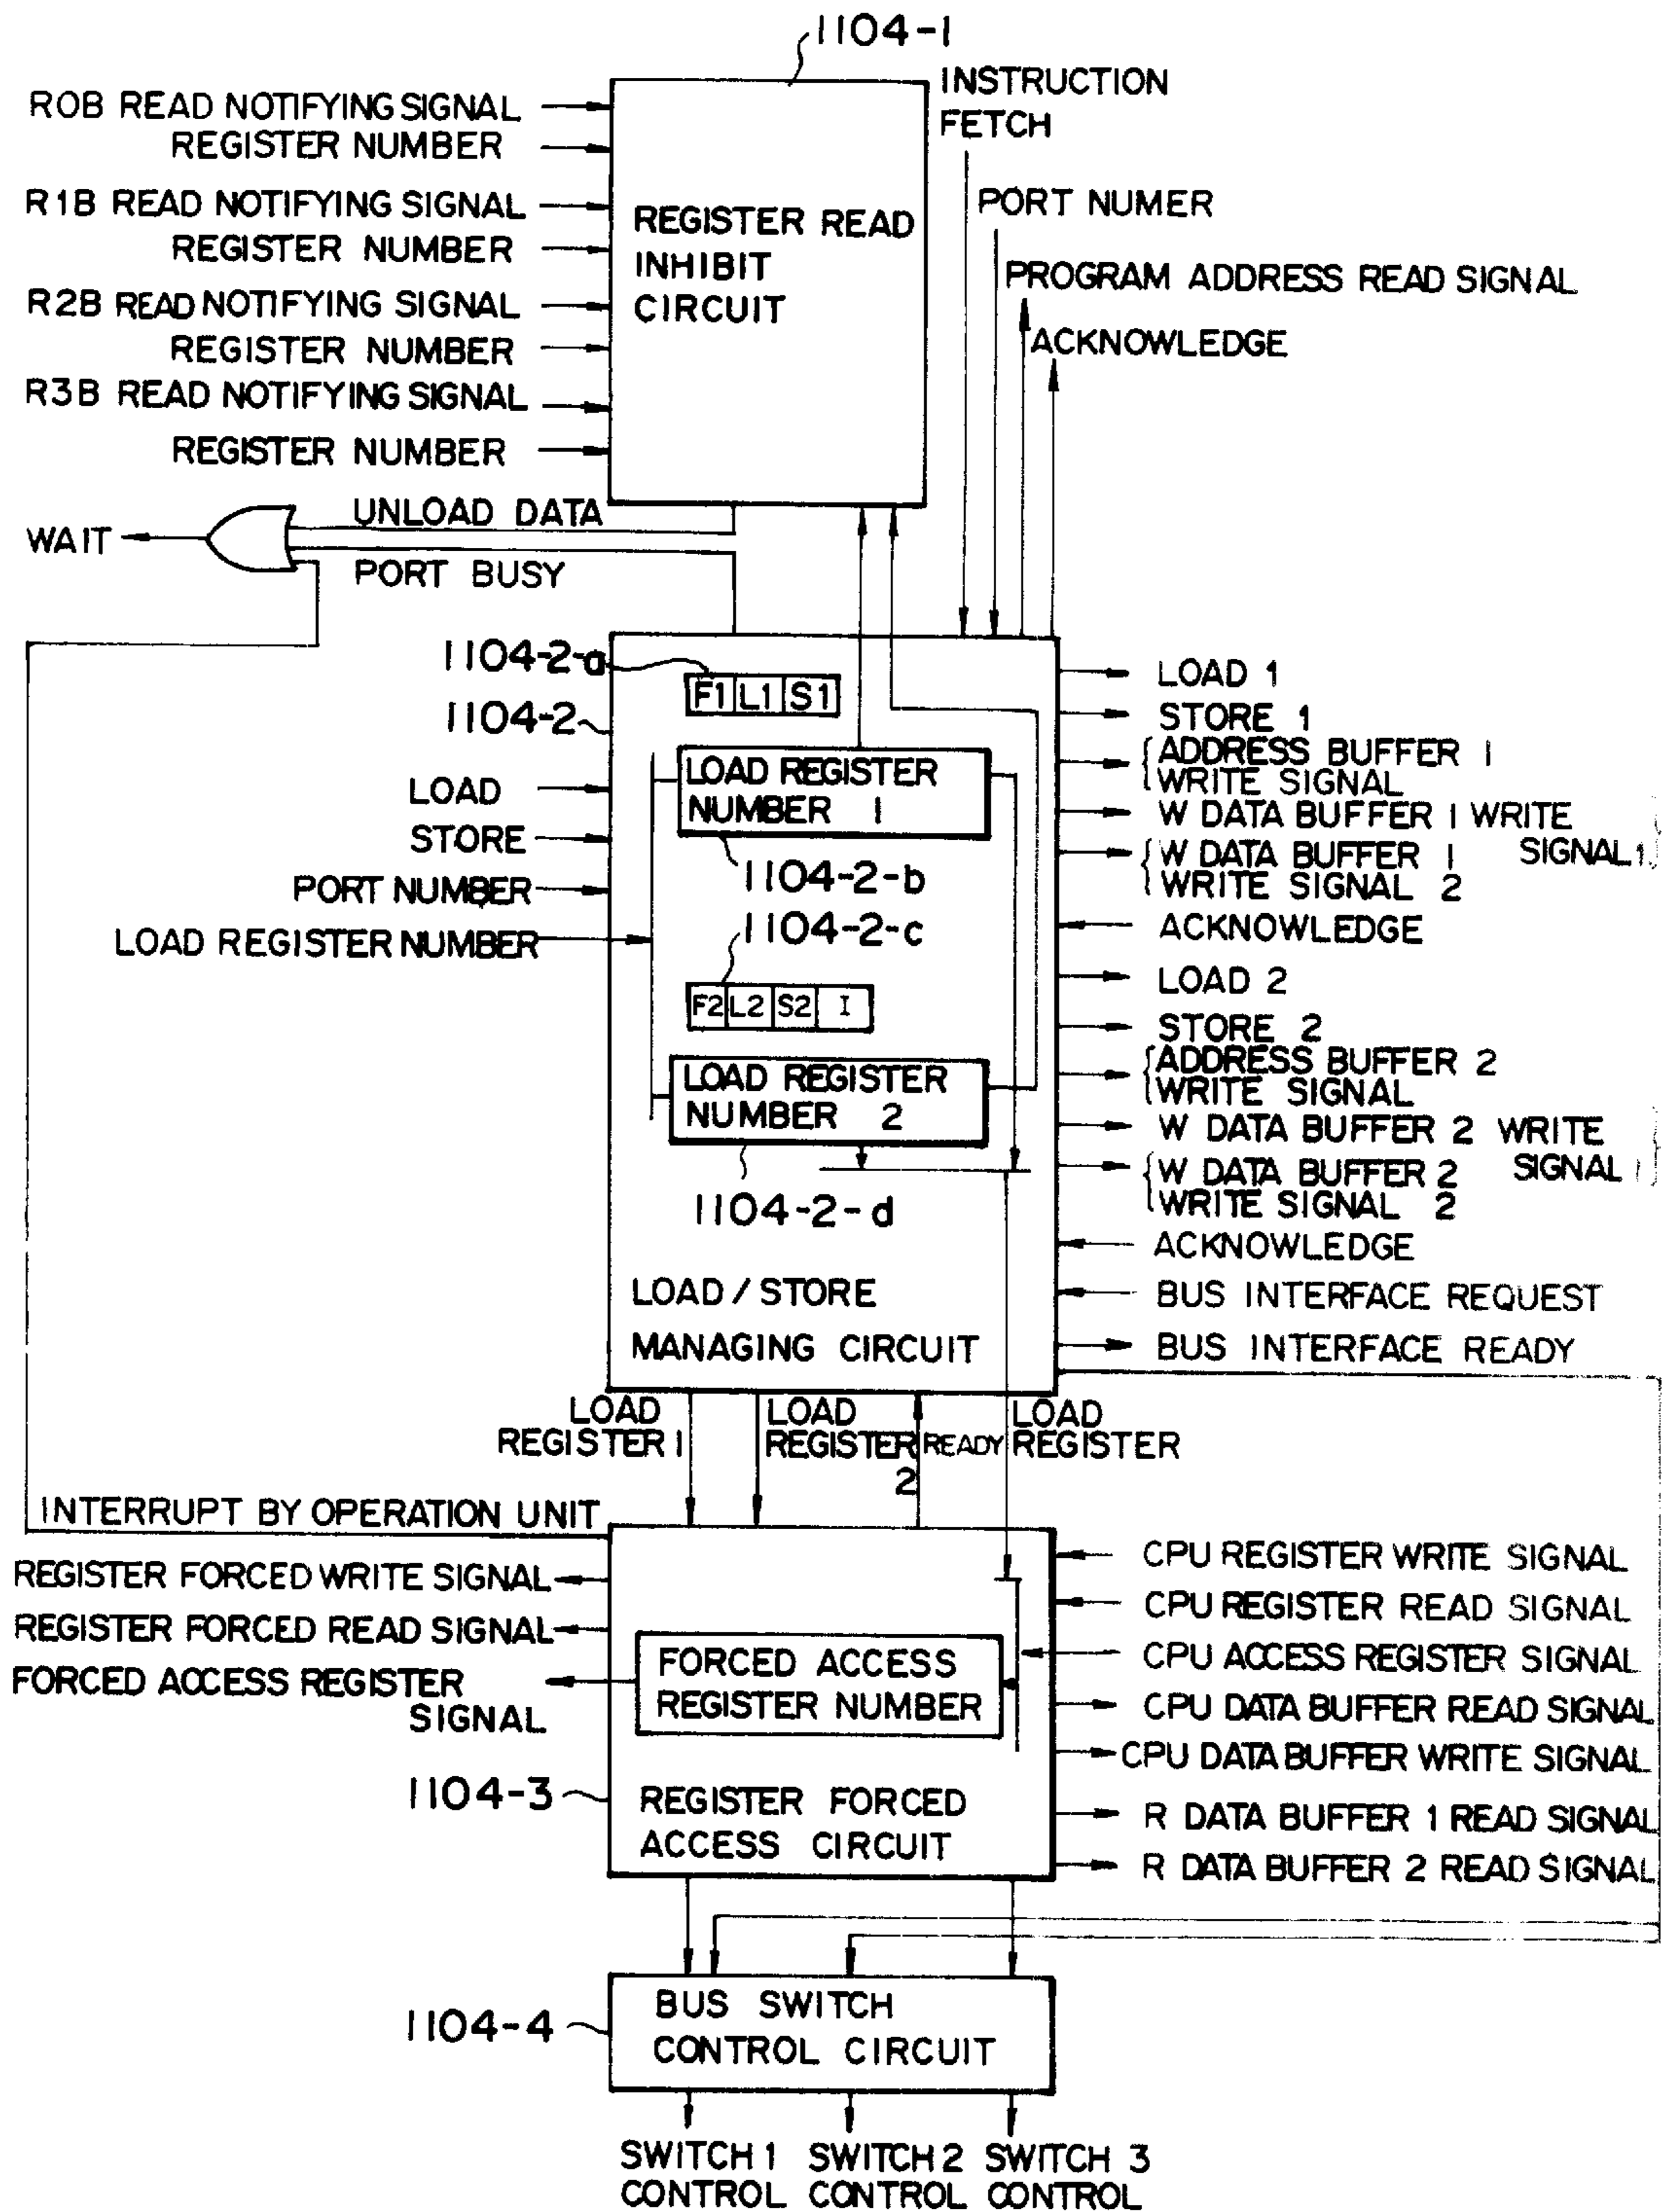 1104-1
INSTRUCTION
FETCH
R0B READ NOTIFYING SIGNAL
REGISTER NUMBER
R1B READ NOTIFYING SIGNAL
REGISTER NUMBER
R2B READ NOTIFYING SIGNAL
REGISTER NUMBER
R3B READ NOTIFYING SIGNAL
REGISTER NUMBER
REGISTER READ
INHIBIT
CIRCUIT
PORT NUMER
PROGRAM ADDRESS READ SIGNAL
ACKNOWLEDGE
UNLOAD DATA
WAIT
PORT BUSY
1104-2-a
F1 L1 S1
1104-2
LOAD REGISTER
NUMBER 1
1104-2-b
LOAD
STORE
PORT NUMBER
LOAD REGISTER NUMBER
1104-2-c
F2 L2 S2 I
LOAD REGISTER
NUMBER 2
1104-2-d
LOAD / STORE
MANAGING CIRCUIT
LOAD 1
STORE 1
ADDRESS BUFFER 1
WRITE SIGNAL
W DATA BUFFER 1 WRITE
SIGNAL 1
W DATA BUFFER 1
WRITE SIGNAL 2
ACKNOWLEDGE
LOAD 2
STORE 2
ADDRESS BUFFER 2
WRITE SIGNAL
W DATA BUFFER 2 WRITE
SIGNAL 1
W DATA BUFFER 2
WRITE SIGNAL 2
ACKNOWLEDGE
BUS INTERFACE REQUEST
BUS INTERFACE READY
LOAD
REGISTER 1
LOAD
REGISTER
2
READY
LOAD
REGISTER
INTERRUPT BY OPERATION UNIT
REGISTER FORCED WRITE SIGNAL
REGISTER FORCED READ SIGNAL
FORCED ACCESS REGISTER
SIGNAL
FORCED ACCESS
REGISTER NUMBER
1104-3
REGISTER FORCED
ACCESS CIRCUIT
CPU REGISTER WRITE SIGNAL
CPU REGISTER READ SIGNAL
CPU ACCESS REGISTER SIGNAL
CPU DATA BUFFER READ SIGNAL
CPU DATA BUFFER WRITE SIGNAL
R DATA BUFFER 1 READ SIGNAL
R DATA BUFFER 2 READ SIGNAL
1104-4
BUS SWITCH
CONTROL CIRCUIT
SWITCH 1
CONTROL
SWITCH 2
CONTROL
SWITCH 3
CONTROL